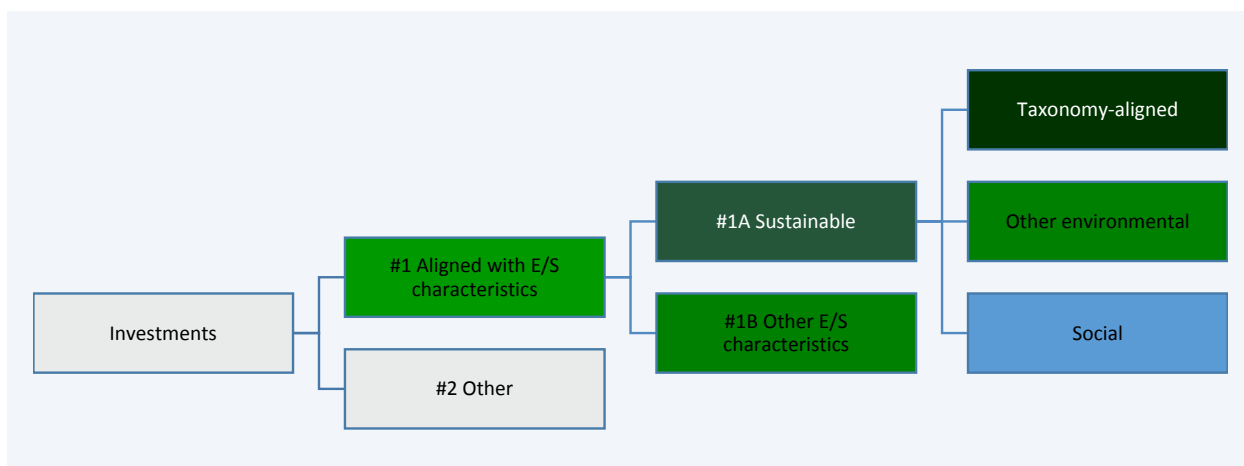 Investments
#1 Aligned with E/S
characteristics
#2 Other
#1A Sustainable
#1B Other E/S
characteristics
Taxonomy-aligned
Other environmental
Social